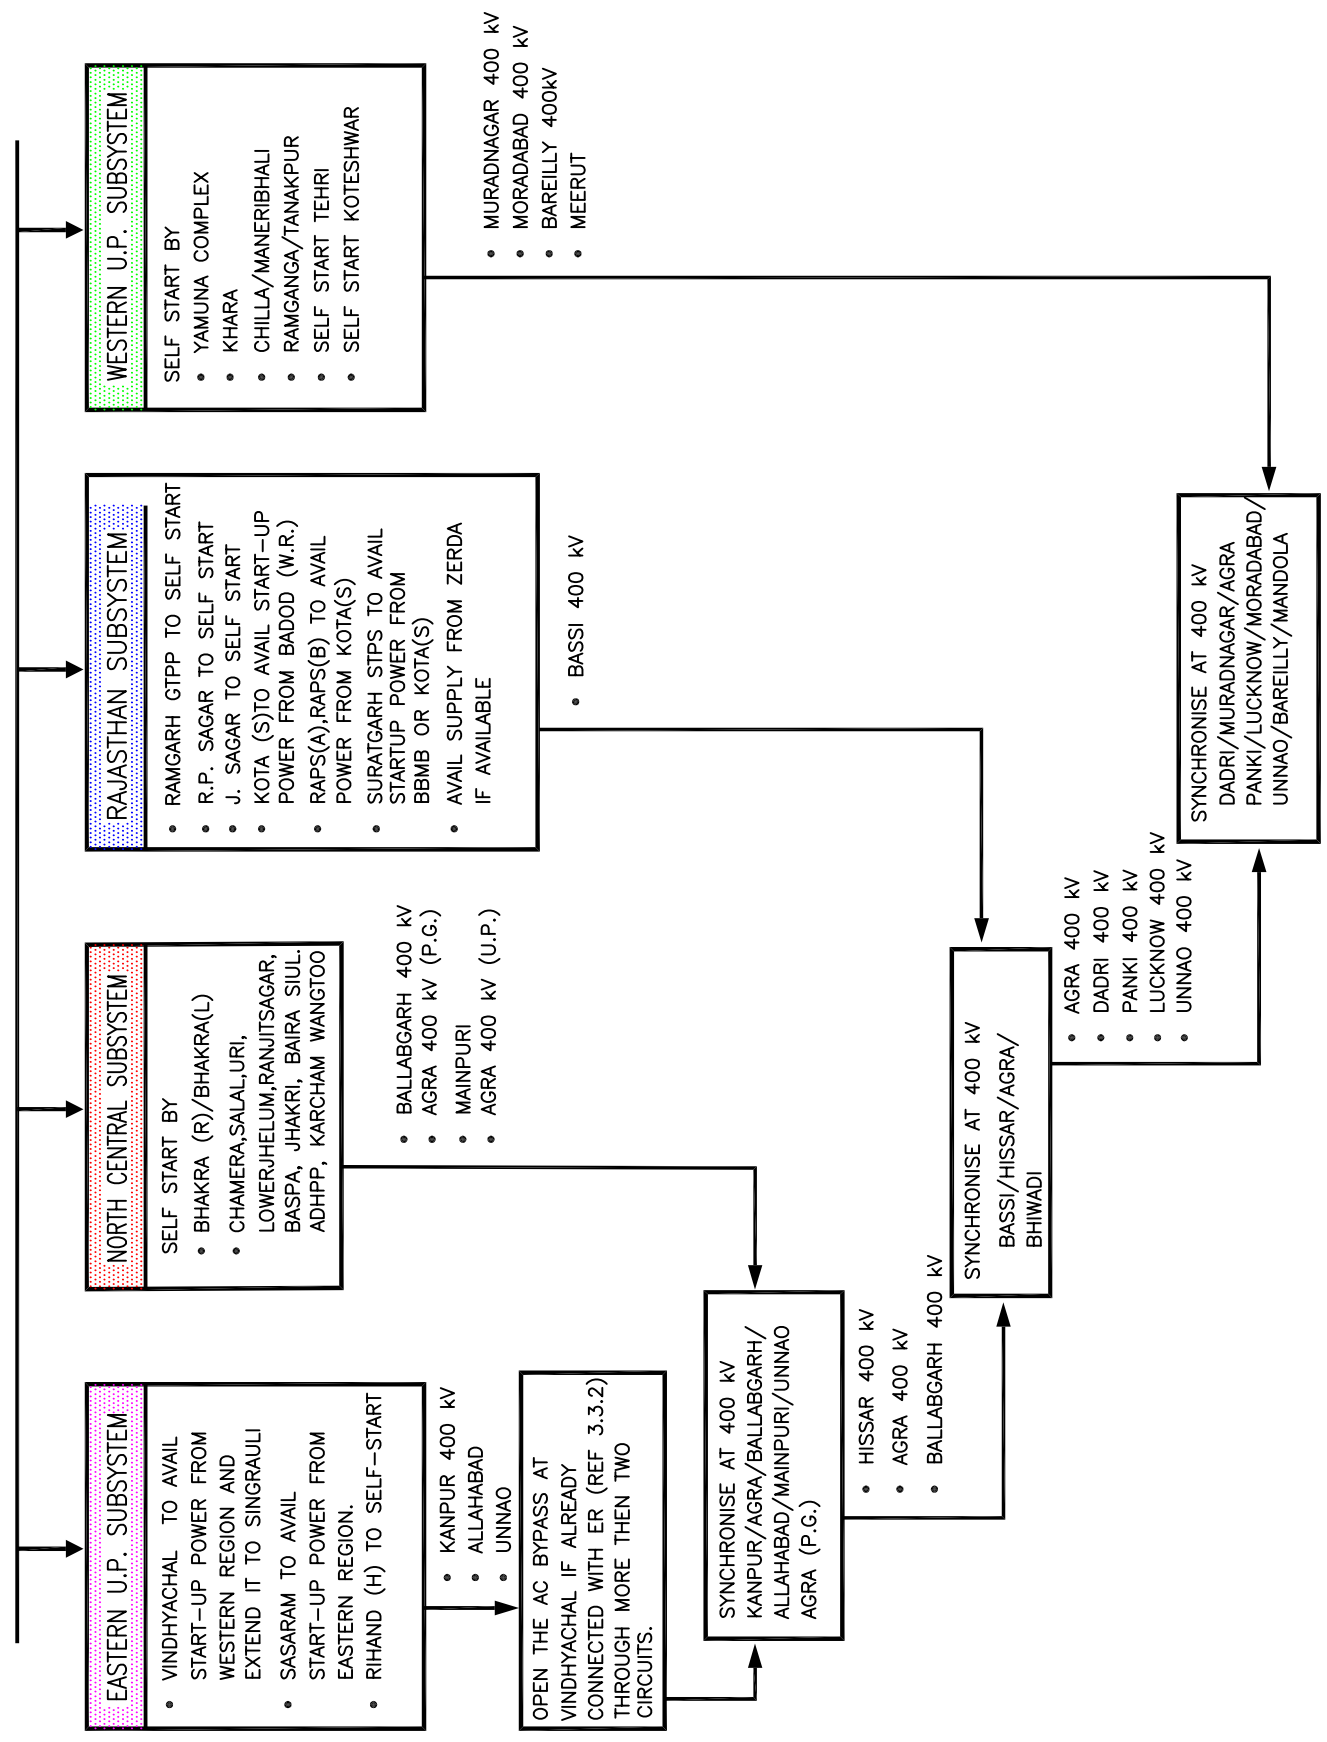 EASTERN U.P. SUBSYSTEM
• VINDHYACHAL TO AVAIL
START-UP POWER FROM
WESTERN REGION AND
EXTEND IT TO SINGRAULI
• SASARAM TO AVAIL
START-UP POWER FROM
EASTERN REGION.
• RIHAND (H) TO SELF-START
• KANPUR 400 kV
• ALLAHABAD
• UNNAO
OPEN THE AC BYPASS AT
VINDHYACHAL IF ALREADY
CONNECTED WITH ER (REF 3.3.2)
THROUGH MORE THEN TWO
CIRCUITS.
NORTH CENTRAL SUBSYSTEM
SELF START BY
• BHAKRA (R)/BHAKRA(L)
• CHAMERA,SALAL,URI,
LOWERJHELUM,RANJITSAGAR,
BASPA, JHAKRI, BAIRA SIUL.
ADHPP, KARCHAM WANGTOO
• BALLABGARH 400 kV
• AGRA 400 kV (P.G.)
• MAINPURI
• AGRA 400 kV (U.P.)
SYNCHRONISE AT 400 kV
KANPUR/AGRA/BALLABGARH/
ALLAHABAD/MAINPURI/UNNAO
AGRA (P.G.)
• HISSAR 400 kV
• AGRA 400 kV
• BALLABGARH 400 kV
RAJASTHAN SUBSYSTEM
• RAMGARH GTPP TO SELF START
• R.P. SAGAR TO SELF START
• J. SAGAR TO SELF START
• KOTA (S)TO AVAIL START-UP
POWER FROM BADOD (W.R.)
• RAPS(A),RAPS(B) TO AVAIL
POWER FROM KOTA(S)
• SURATGARH STPS TO AVAIL
STARTUP POWER FROM
BBMB OR KOTA(S)
• AVAIL SUPPLY FROM ZERDA
IF AVAILABLE
• BASSI 400 kV
SYNCHRONISE AT 400 kV
BASSI/HISSAR/AGRA/
BHIWADI
• AGRA 400 kV
• DADRI 400 kV
• PANKI 400 kV
• LUCKNOW 400 kV
• UNNAO 400 kV
WESTERN U.P. SUBSYSTEM
SELF START BY
• YAMUNA COMPLEX
• KHARA
• CHILLA/MANERIBHALI
• RAMGANGA/TANAKPUR
• SELF START TEHRI
• SELF START KOTESHWAR
• MURADNAGAR 400 kV
• MORADABAD 400 kV
• BAREILLY 400kV
• MEERUT
SYNCHRONISE AT 400 kV
DADRI/MURADNAGAR/AGRA
PANKI/LUCKNOW/MORADABAD/
UNNAO/BAREILLY/MANDOLA